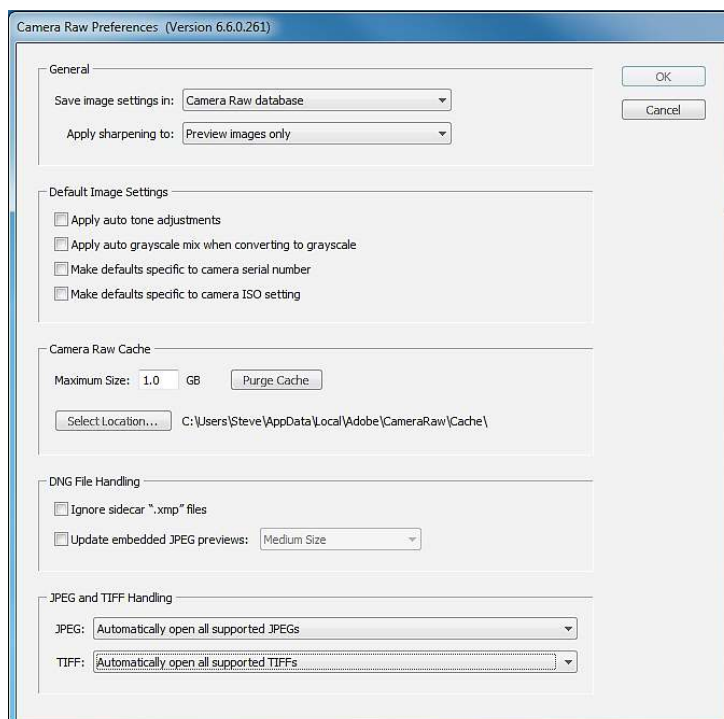 Camera Raw Preferences (Version 6.6.0.261)
General
Save image settings in: Camera Raw database
Apply sharpening to: Preview images only
OK
Cancel
Default Image Settings
Apply auto tone adjustments
Apply auto grayscale mix when converting to grayscale
Make defaults specific to camera serial number
Make defaults specific to camera ISO setting
Camera Raw Cache
Maximum Size: 1.0 GB Purge Cache
Select Location... C:\Users\Steve\AppData\Local\Adobe\CameraRaw\Cache\
DNG File Handling
Ignore sidecar ".xmp" files
Update embedded JPEG previews: Medium Size
JPEG and TIFF Handling
JPEG: Automatically open all supported JPEGs
TIFF: Automatically open all supported TIFFs